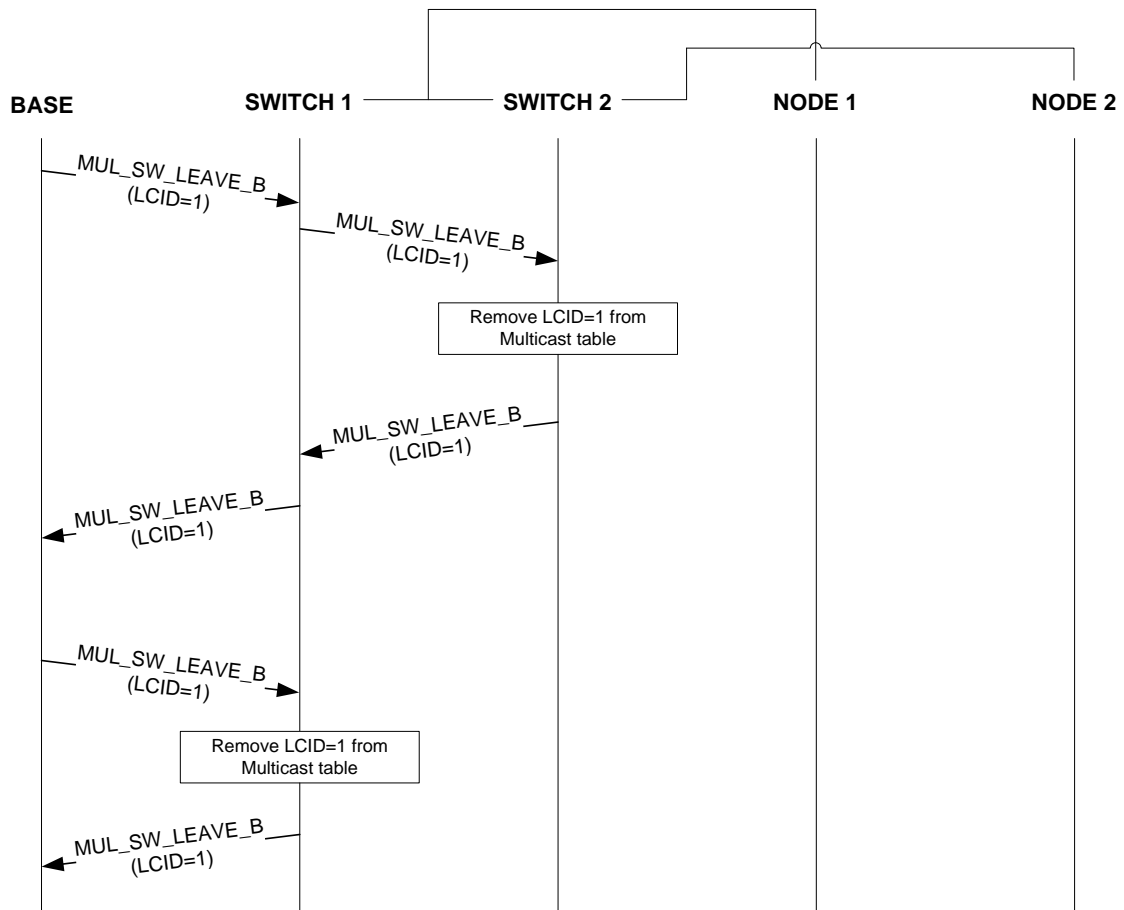 BASE
SWITCH 1
SWITCH 2
NODE 1
NODE 2
MUL_SW_LEAVE_B
(LCID=1)
MUL_SW_LEAVE_B
(LCID=1)
Remove LCID=1 from
Multicast table
MUL_SW_LEAVE_B
(LCID=1)
MUL_SW_LEAVE_B
(LCID=1)
MUL_SW_LEAVE_B
(LCID=1)
Remove LCID=1 from
Multicast table
MUL_SW_LEAVE_B
(LCID=1)